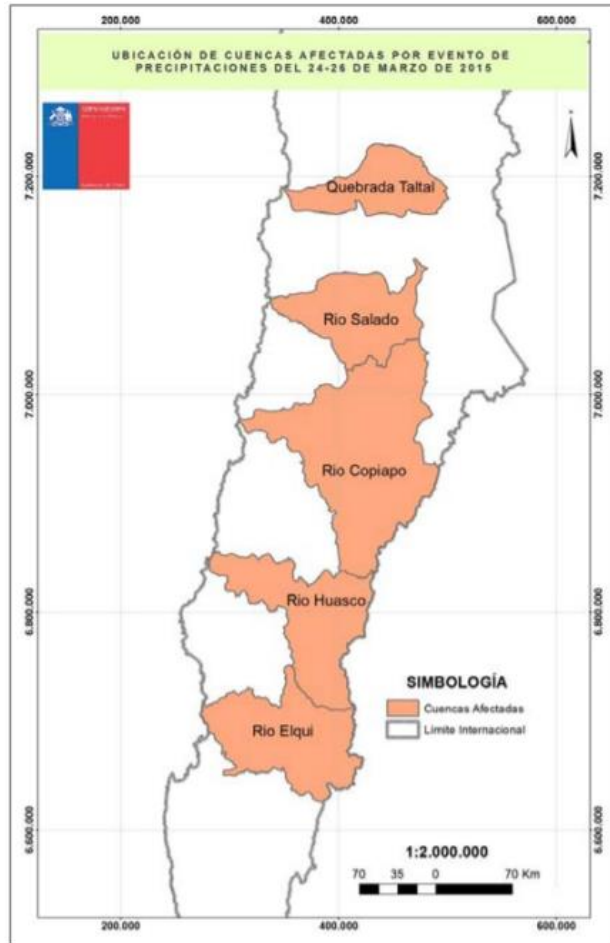 200.000 400.000 600.000
UBICACIÓN DE CUENCAS AFECTADAS POR EVENTO DE
PRECIPITACIONES DEL 24-26 DE MARZO DE 2015
7.200.000 7.200.000
Quebrada Taltal
Rio Salado
7.000.000 7.000.000
Rio Copiapo
6.800.000 6.800.000
Rio Huasco
SIMBOLOGÍA
Cuencas Afectadas
Limite Internacional
Rio Elqui
6.600.000 6.600.000
1:2.000.000
70 35 0 70 Km
200.000 400.000 600.000